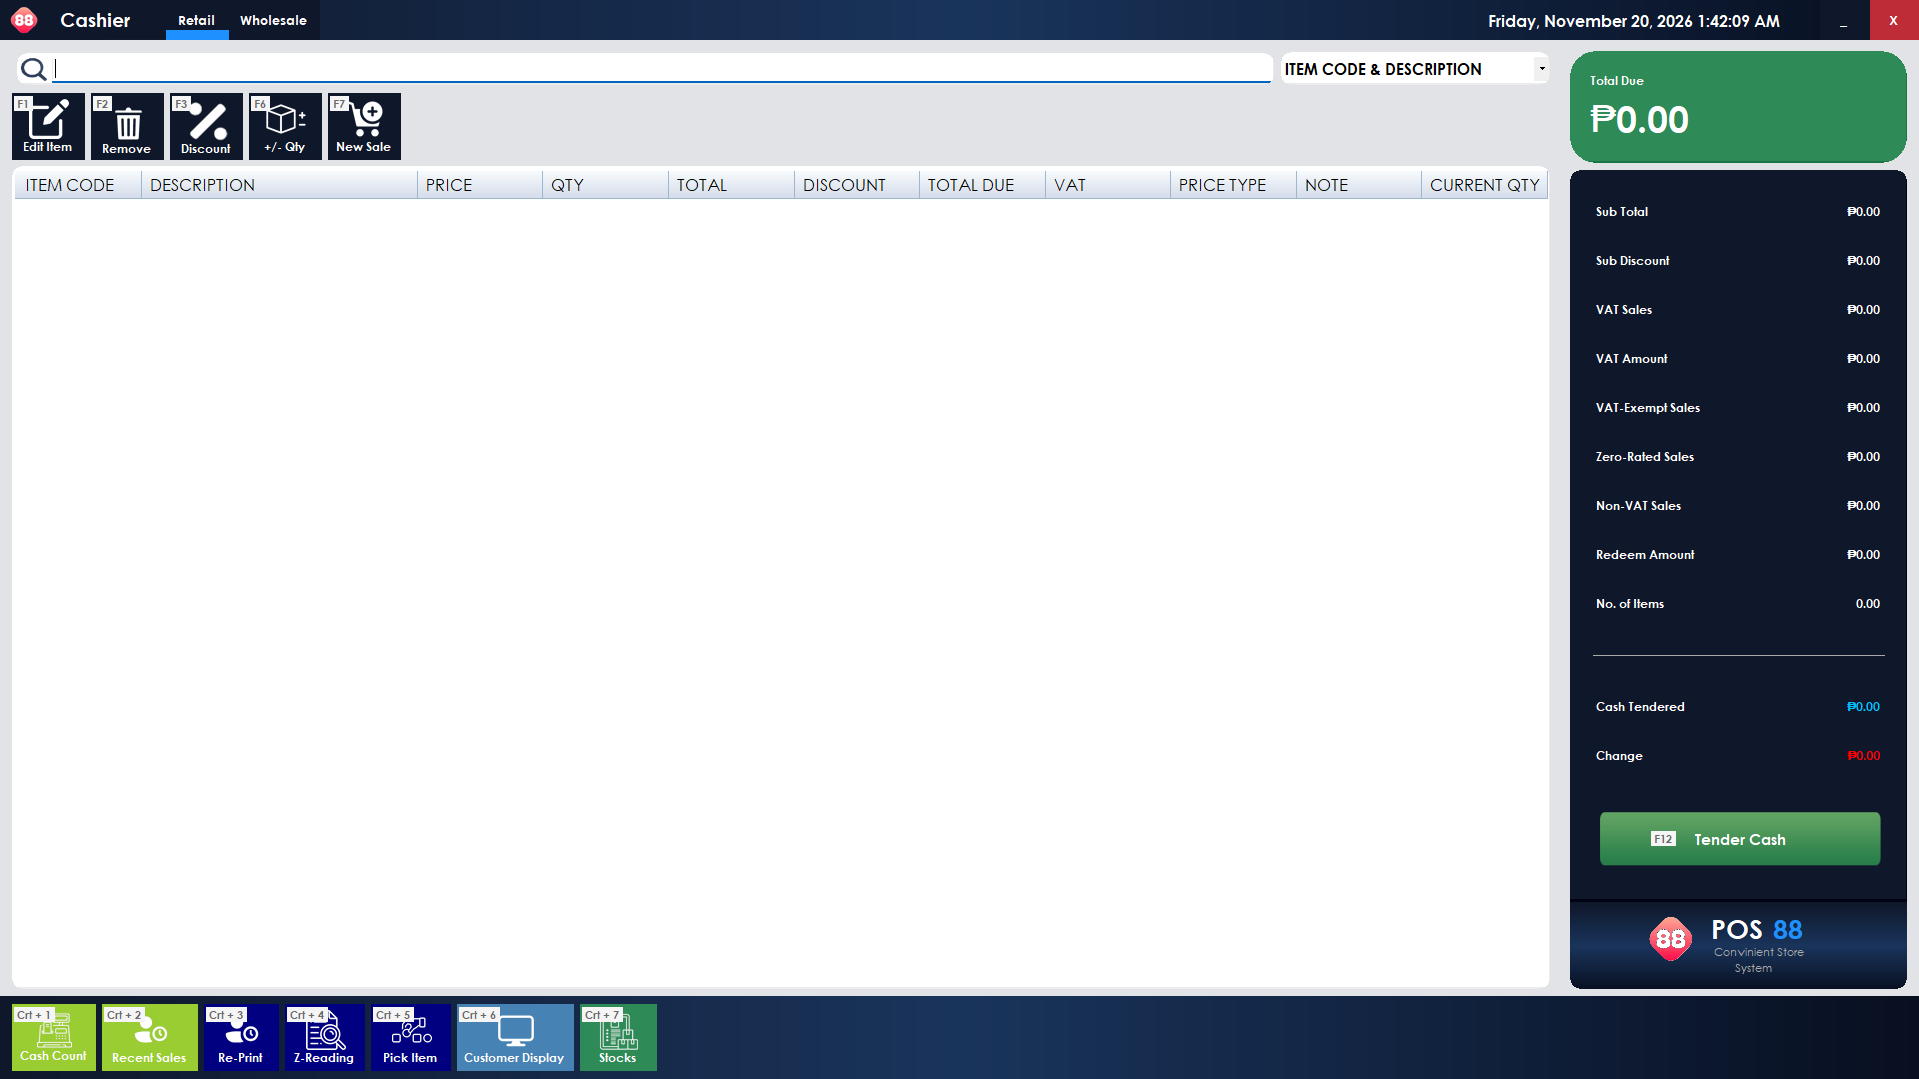 88 Cashier Retail Wholesale Friday, November 20, 2026 1:42:09 AM _ X
ITEM CODE & DESCRIPTION
F1 Edit Item
F2 Remove
F3 Discount
F6 +/- Qty
F7 New Sale
ITEM CODE DESCRIPTION PRICE QTY TOTAL DISCOUNT TOTAL DUE VAT PRICE TYPE NOTE CURRENT QTY
Total Due
₱0.00
Sub Total ₱0.00
Sub Discount ₱0.00
VAT Sales ₱0.00
VAT Amount ₱0.00
VAT-Exempt Sales ₱0.00
Zero-Rated Sales ₱0.00
Non-VAT Sales ₱0.00
Redeem Amount ₱0.00
No. of Items 0.00
Cash Tendered ₱0.00
Change ₱0.00
F12 Tender Cash
88 POS 88
Convinient Store
System
Crt + 1 Cash Count
Crt + 2 Recent Sales
Crt + 3 Re-Print
Crt + 4 Z-Reading
Crt + 5 Pick Item
Crt + 6 Customer Display
Crt + 7 Stocks